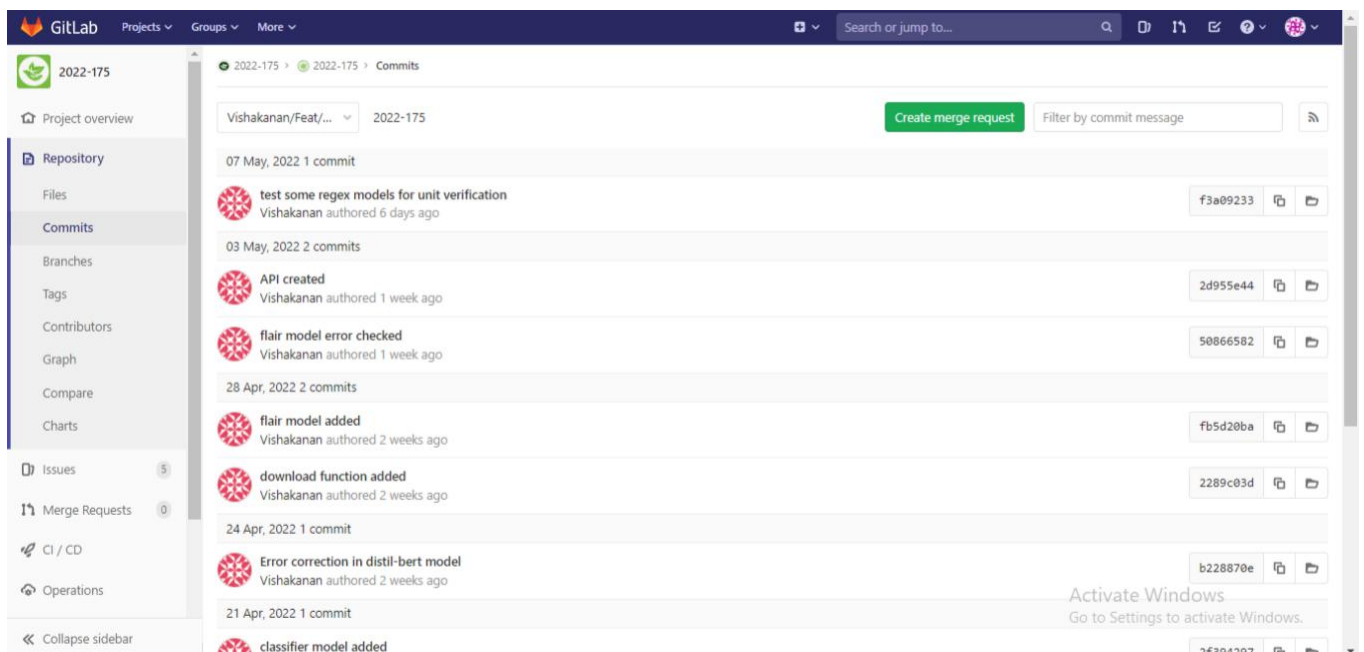 GitLab Projects Groups More Search or jump to...
2022-175
2022-175 › 2022-175 › Commits
Project overview
Repository
Files
Commits
Branches
Tags
Contributors
Graph
Compare
Charts
Issues 5
Merge Requests 0
CI / CD
Operations
Collapse sidebar
Vishakanan/Feat/... 2022-175 Create merge request Filter by commit message
07 May, 2022 1 commit
test some regex models for unit verification
Vishakanan authored 6 days ago
f3a09233
03 May, 2022 2 commits
API created
Vishakanan authored 1 week ago
2d955e44
flair model error checked
Vishakanan authored 1 week ago
50866582
28 Apr, 2022 2 commits
flair model added
Vishakanan authored 2 weeks ago
fb5d20ba
download function added
Vishakanan authored 2 weeks ago
2289c03d
24 Apr, 2022 1 commit
Error correction in distil-bert model
Vishakanan authored 2 weeks ago
b228870e
21 Apr, 2022 1 commit
classifier model added
Activate Windows
Go to Settings to activate Windows.